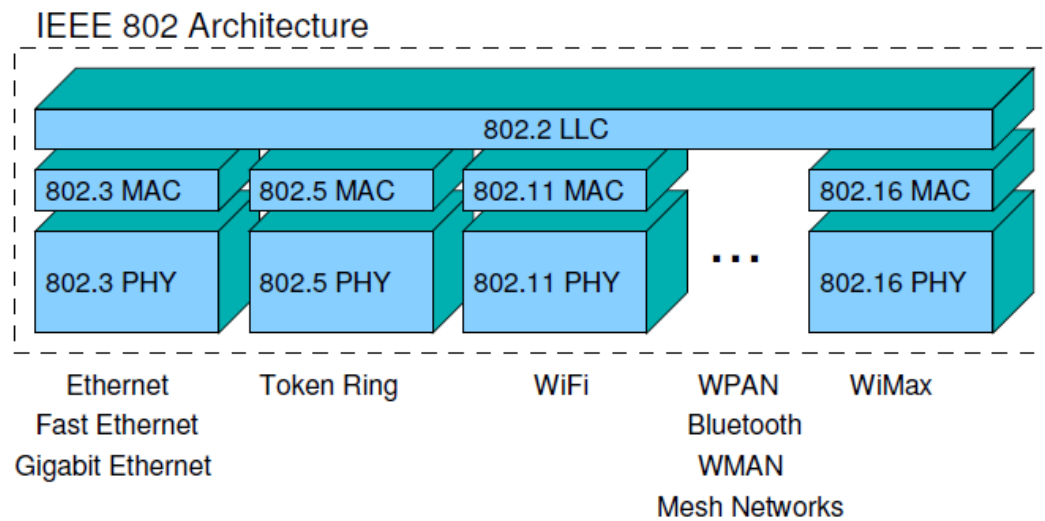 IEEE 802 Architecture
802.2 LLC
802.3 MAC 802.5 MAC 802.11 MAC 802.16 MAC
802.3 PHY 802.5 PHY 802.11 PHY ... 802.16 PHY
Ethernet Token Ring WiFi WPAN WiMax
Fast Ethernet Bluetooth
Gigabit Ethernet WMAN
Mesh Networks